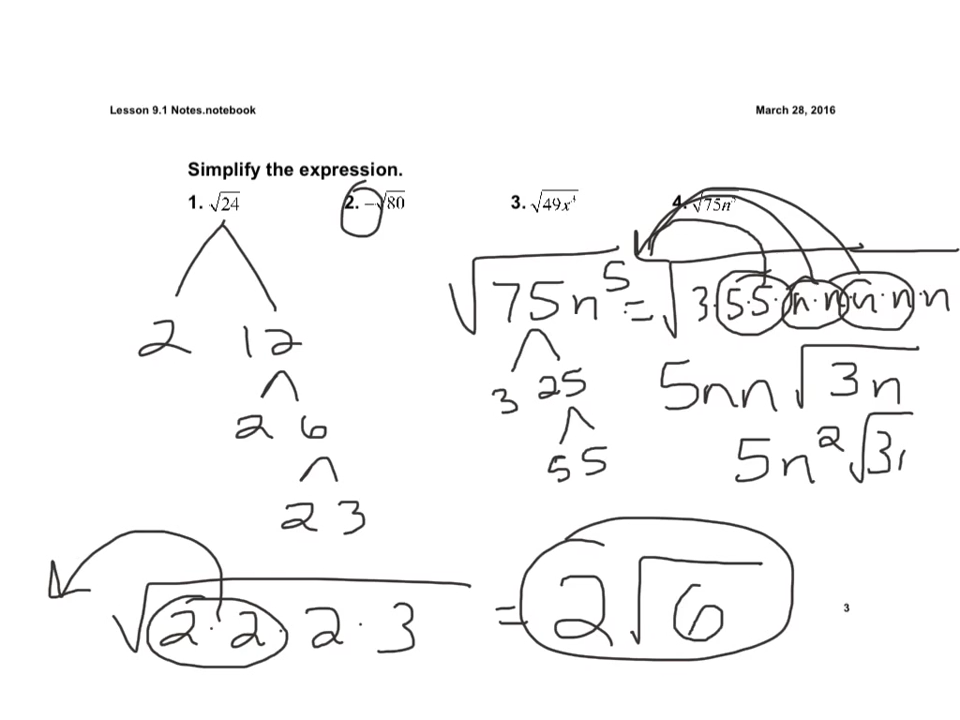 Lesson 9.1 Notes.notebook March 28, 2016
Simplify the expression.
1. √24 2. −√80 3. √49x⁴ 4. √75n⁵
√75n⁵ = √3·5·5·n·n·n·n·n
2 12
3 25 5nn√3n
2 6
5 5 5n²√3
2 3
√2·2·2·3 = 2√6
3